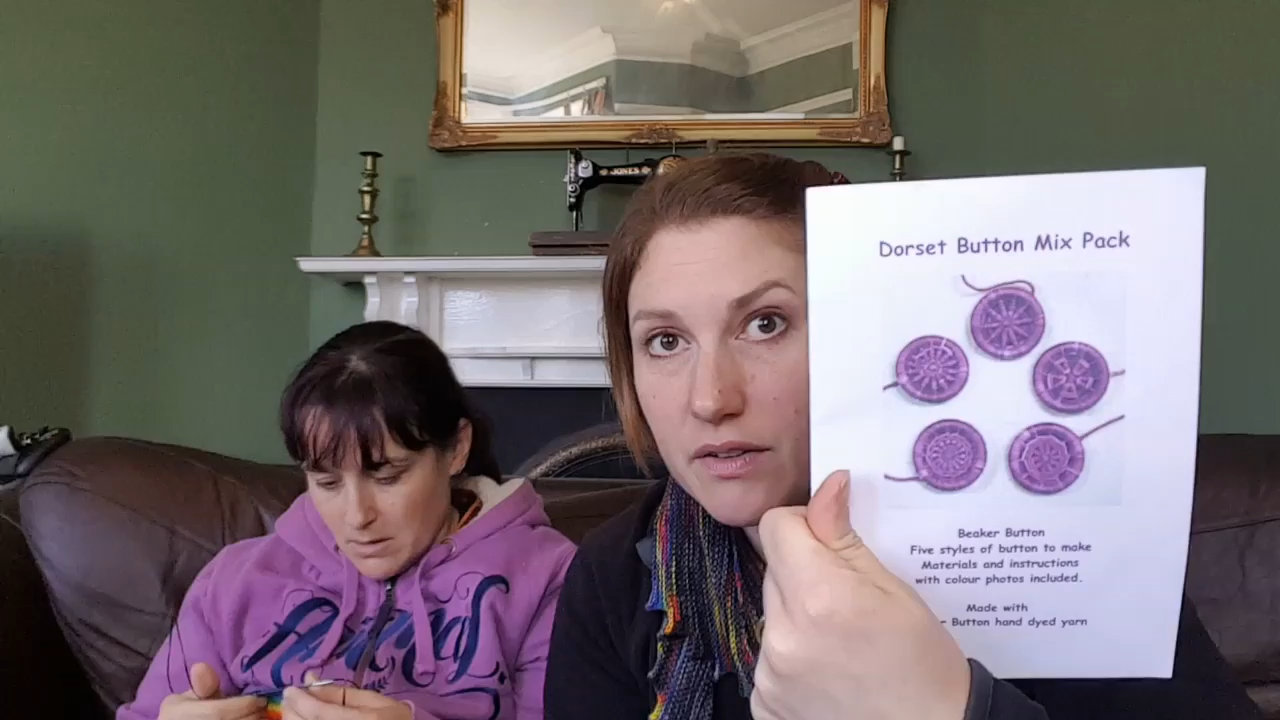 JONES
Dorset Button Mix Pack
Beaker Button
Five styles of button to make
Materials and instructions
with colour photos included.
Made with
Button hand dyed yarn